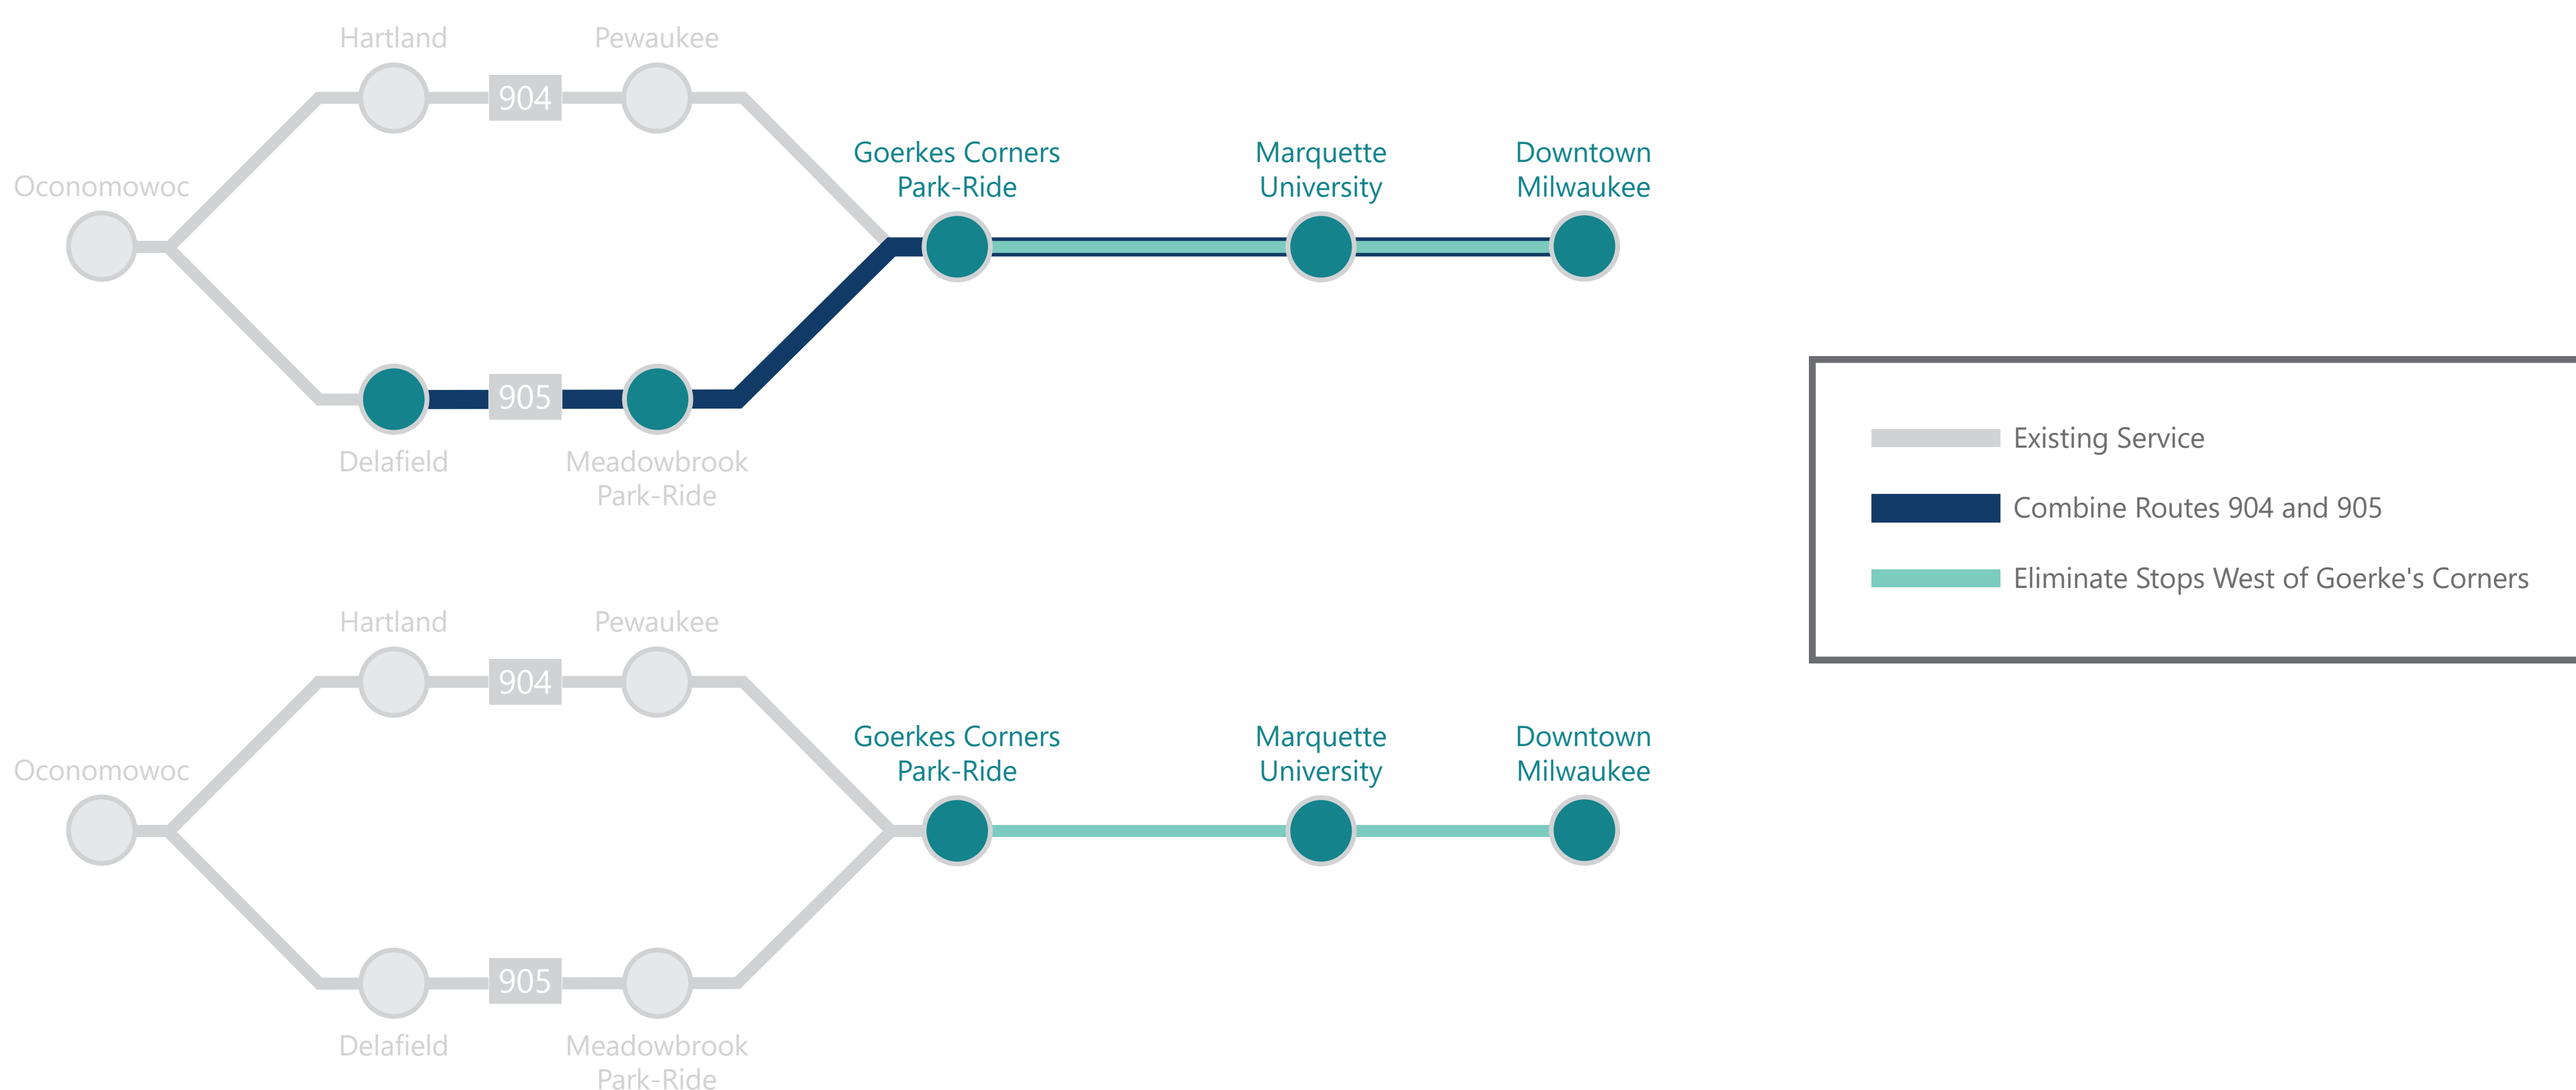 Hartland
Pewaukee
904
Goerkes Corners
Park-Ride
Marquette
University
Downtown
Milwaukee
Oconomowoc
905
Delafield
Meadowbrook
Park-Ride
Existing Service
Combine Routes 904 and 905
Eliminate Stops West of Goerke's Corners
Hartland
Pewaukee
904
Goerkes Corners
Park-Ride
Marquette
University
Downtown
Milwaukee
Oconomowoc
905
Delafield
Meadowbrook
Park-Ride